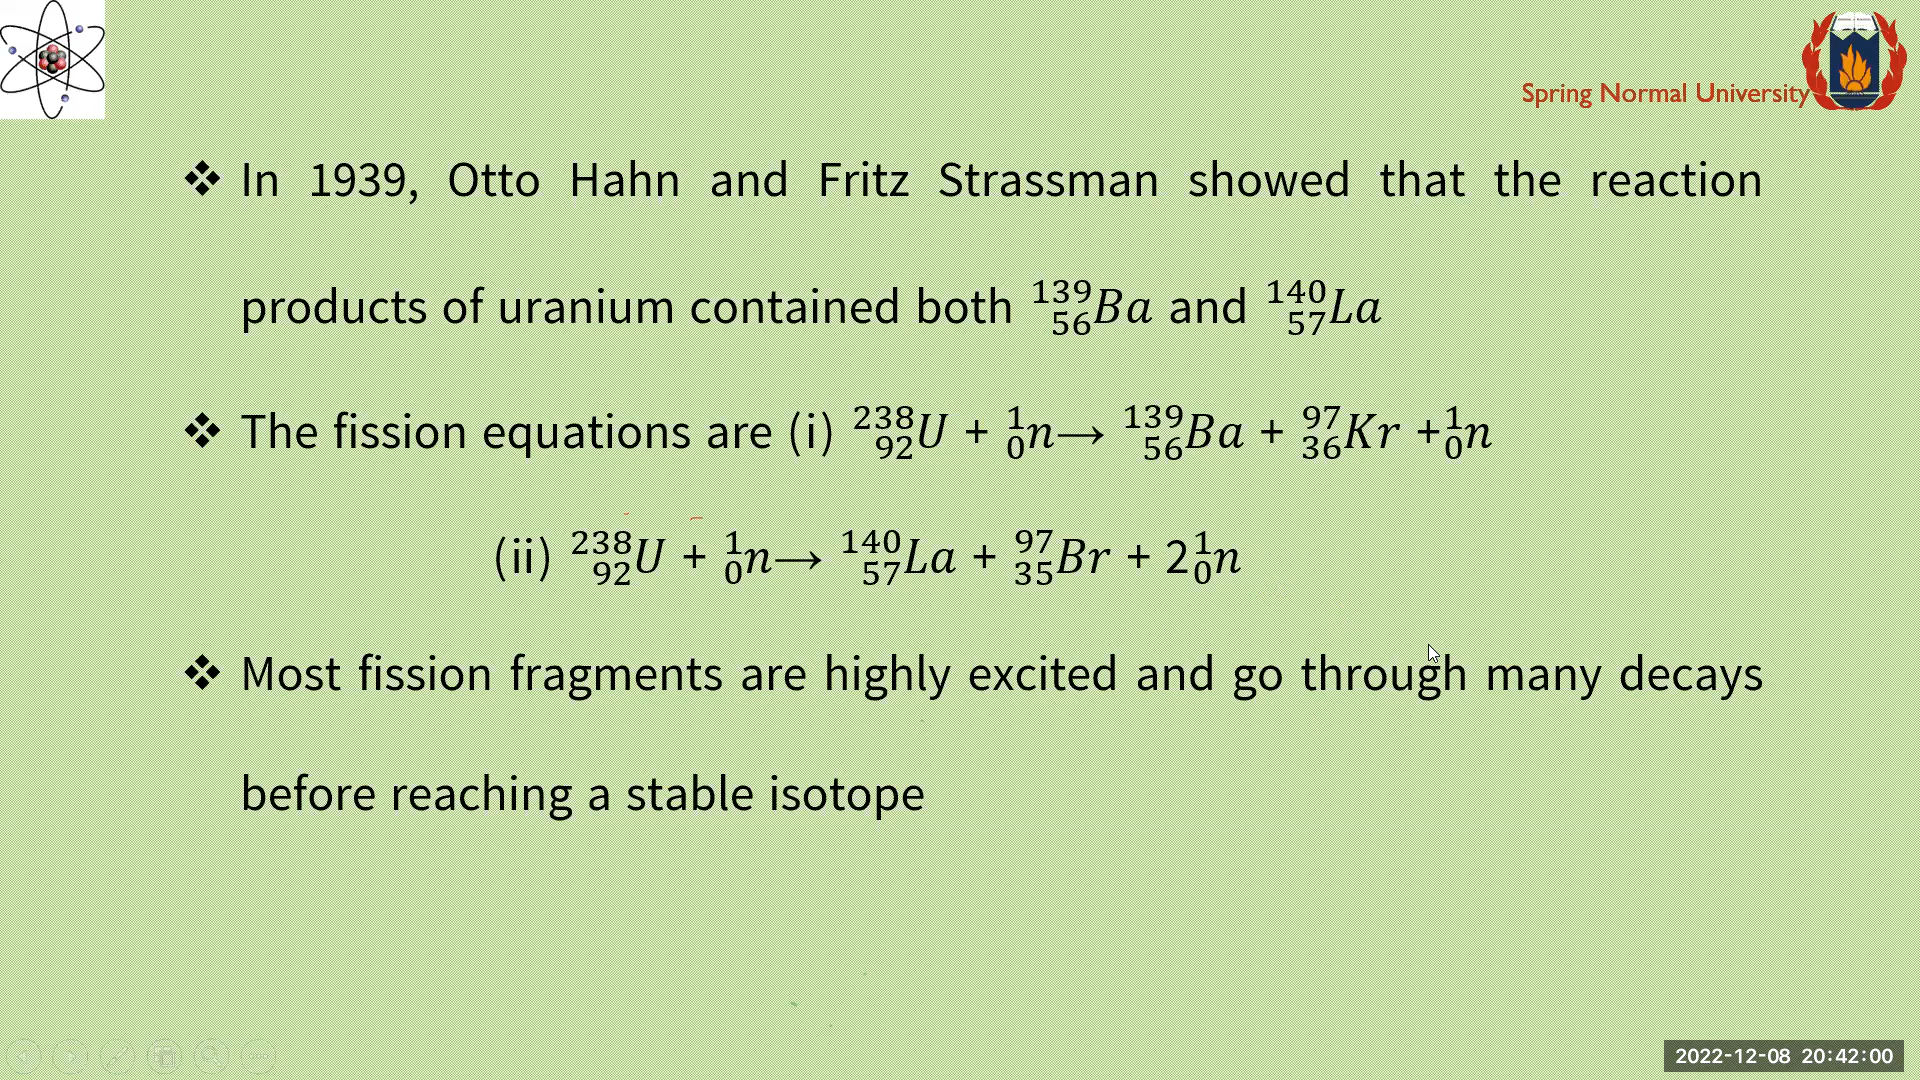 Spring Normal University
❖ In 1939, Otto Hahn and Fritz Strassman showed that the reaction
products of uranium contained both ¹³⁹₅₆Ba and ¹⁴⁰₅₇La
❖ The fission equations are (i) ²³⁸₉₂U + ¹₀n→ ¹³⁹₅₆Ba + ⁹⁷₃₆Kr +¹₀n
(ii) ²³⁸₉₂U + ¹₀n→ ¹⁴⁰₅₇La + ⁹⁷₃₅Br + 2¹₀n
❖ Most fission fragments are highly excited and go through many decays
before reaching a stable isotope
2022-12-08 20:42:00